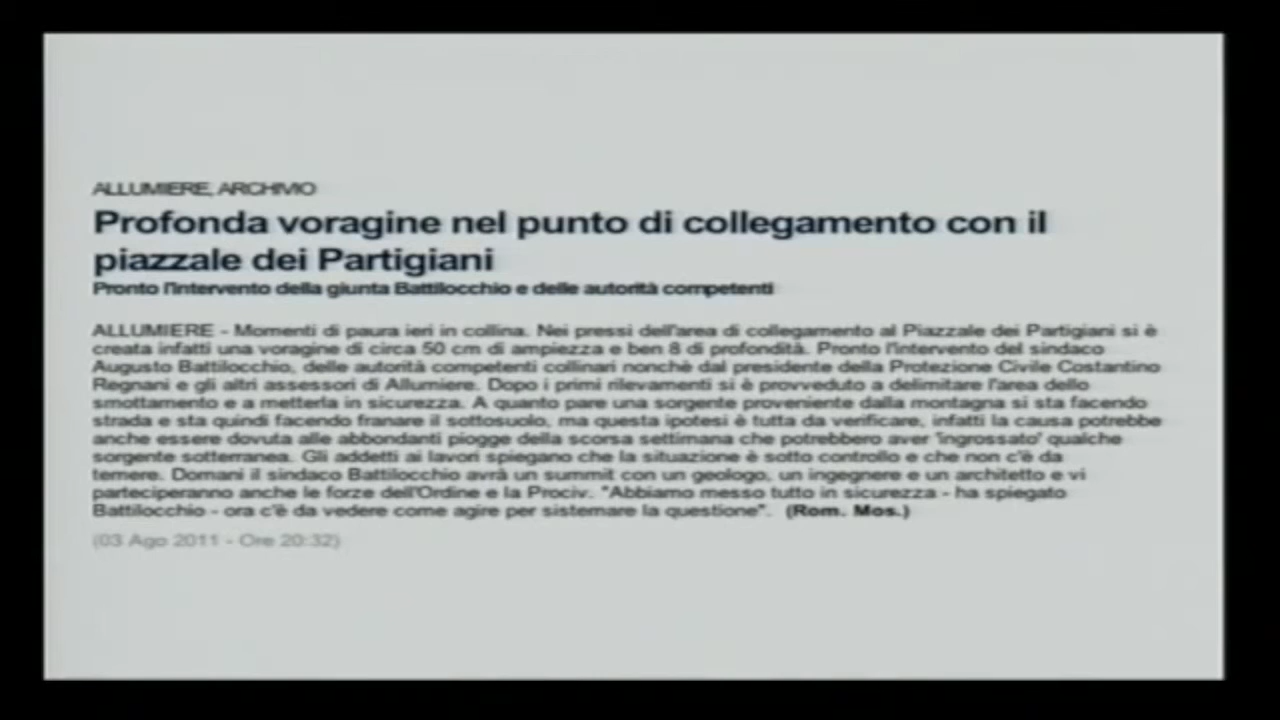 ALLUMIERE, ARCHIVIO
Profonda voragine nel punto di collegamento con il
piazzale dei Partigiani
Pronto l'intervento della giunta Battilocchio e delle autorità competenti
ALLUMIERE - Momenti di paura ieri in collina. Nei pressi dell'area di collegamento al Piazzale dei Partigiani si è
creata infatti una voragine di circa 50 cm di ampiezza e ben 8 di profondità. Pronto l'intervento del sindaco
Augusto Battilocchio, delle autorità competenti collinari nonchè dal presidente della Protezione Civile Costantino
Regnani e gli altri assessori di Allumiere. Dopo i primi rilevamenti si è provveduto a delimitare l'area dello
smottamento e a metterla in sicurezza. A quanto pare una sorgente proveniente dalla montagna si sta facendo
strada e sta quindi facendo franare il sottosuolo, ma questa ipotesi è tutta da verificare, infatti la causa potrebbe
anche essere dovuta alle abbondanti piogge della scorsa settimana che potrebbero aver 'ingrossato' qualche
sorgente sotterranea. Gli addetti ai lavori spiegano che la situazione è sotto controllo e che non c'è da
temere. Domani il sindaco Battilocchio avrà un summit con un geologo, un ingegnere e un architetto e vi
parteciperanno anche le forze dell'Ordine e la Prociv. "Abbiamo messo tutto in sicurezza - ha spiegato
Battilocchio - ora c'è da vedere come agire per sistemare la questione". (Rom. Mos.)
(03 Ago 2011 - Ore 20:32)